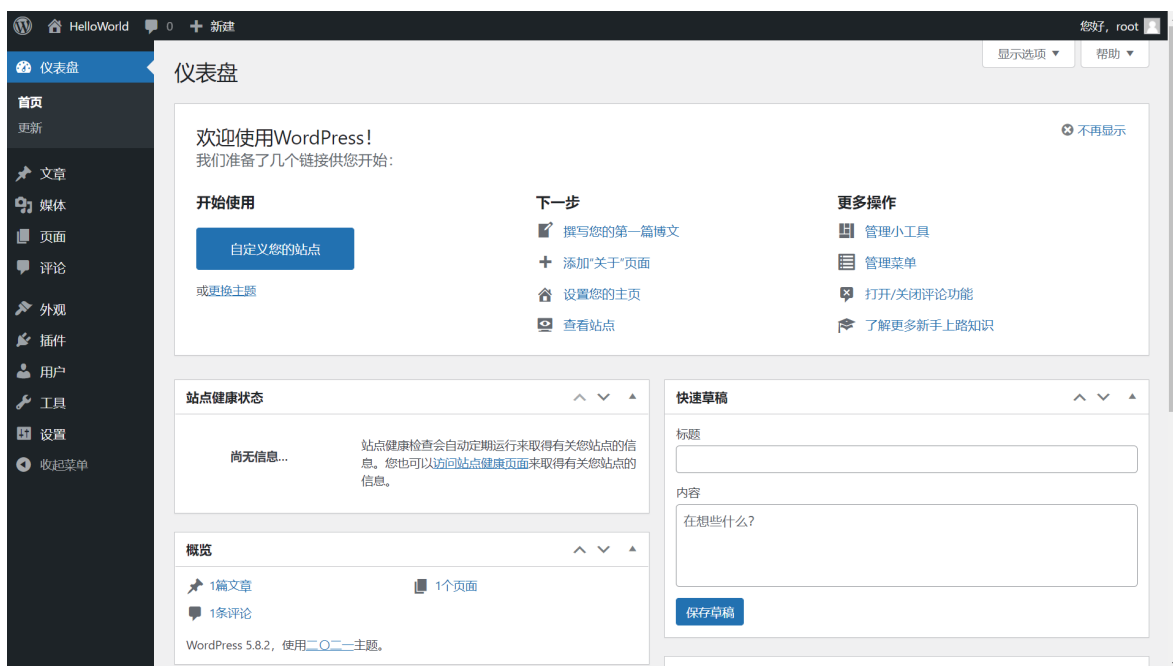 HelloWorld 0 新建
您好，root
仪表盘
首页
更新
文章
媒体
页面
评论
外观
插件
用户
工具
设置
收起菜单
显示选项
帮助
仪表盘
欢迎使用WordPress！
不再显示
我们准备了几个链接供您开始：
开始使用
自定义您的站点
或更换主题
下一步
撰写您的第一篇博文
添加“关于”页面
设置您的主页
查看站点
更多操作
管理小工具
管理菜单
打开/关闭评论功能
了解更多新手上路知识
站点健康状态
尚无信息…
站点健康检查会自动定期运行来取得有关您站点的信
息。您也可以访问站点健康页面来取得有关您站点的
信息。
概览
1篇文章
1个页面
1条评论
WordPress 5.8.2，使用二〇二一主题。
快速草稿
标题
内容
在想些什么？
保存草稿